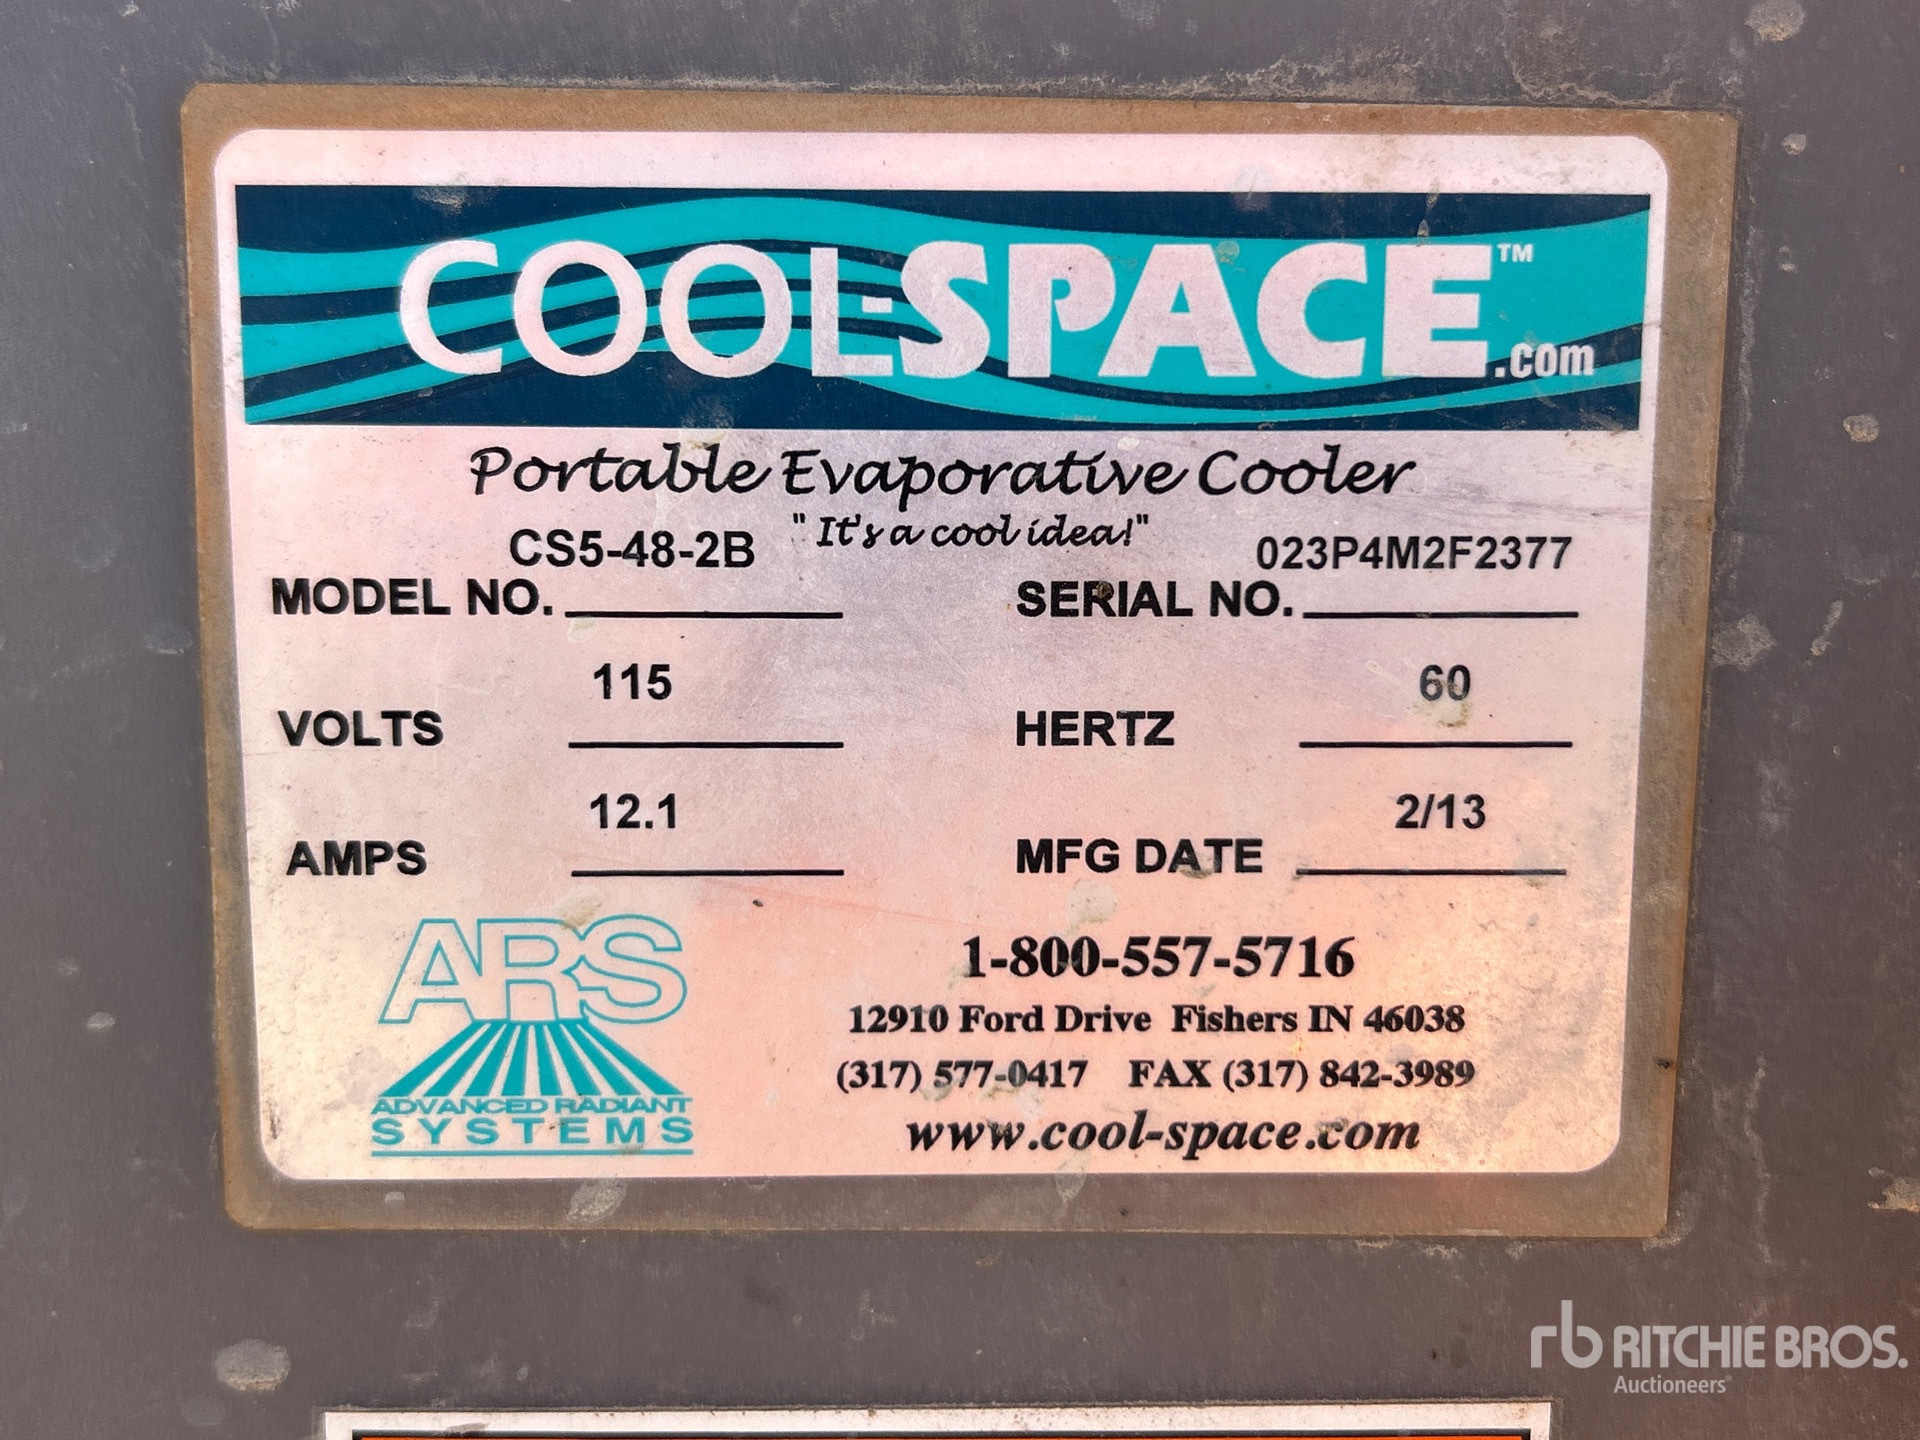 COOL-SPACE™.com
Portable Evaporative Cooler
"It's a cool idea!"
MODEL NO. CS5-48-2B SERIAL NO. 023P4M2F2377
VOLTS 115 HERTZ 60
AMPS 12.1 MFG DATE 2/13
ARS
ADVANCED RADIANT
SYSTEMS
1-800-557-5716
12910 Ford Drive Fishers IN 46038
(317) 577-0417 FAX (317) 842-3989
www.cool-space.com
rb RITCHIE BROS.
Auctioneers